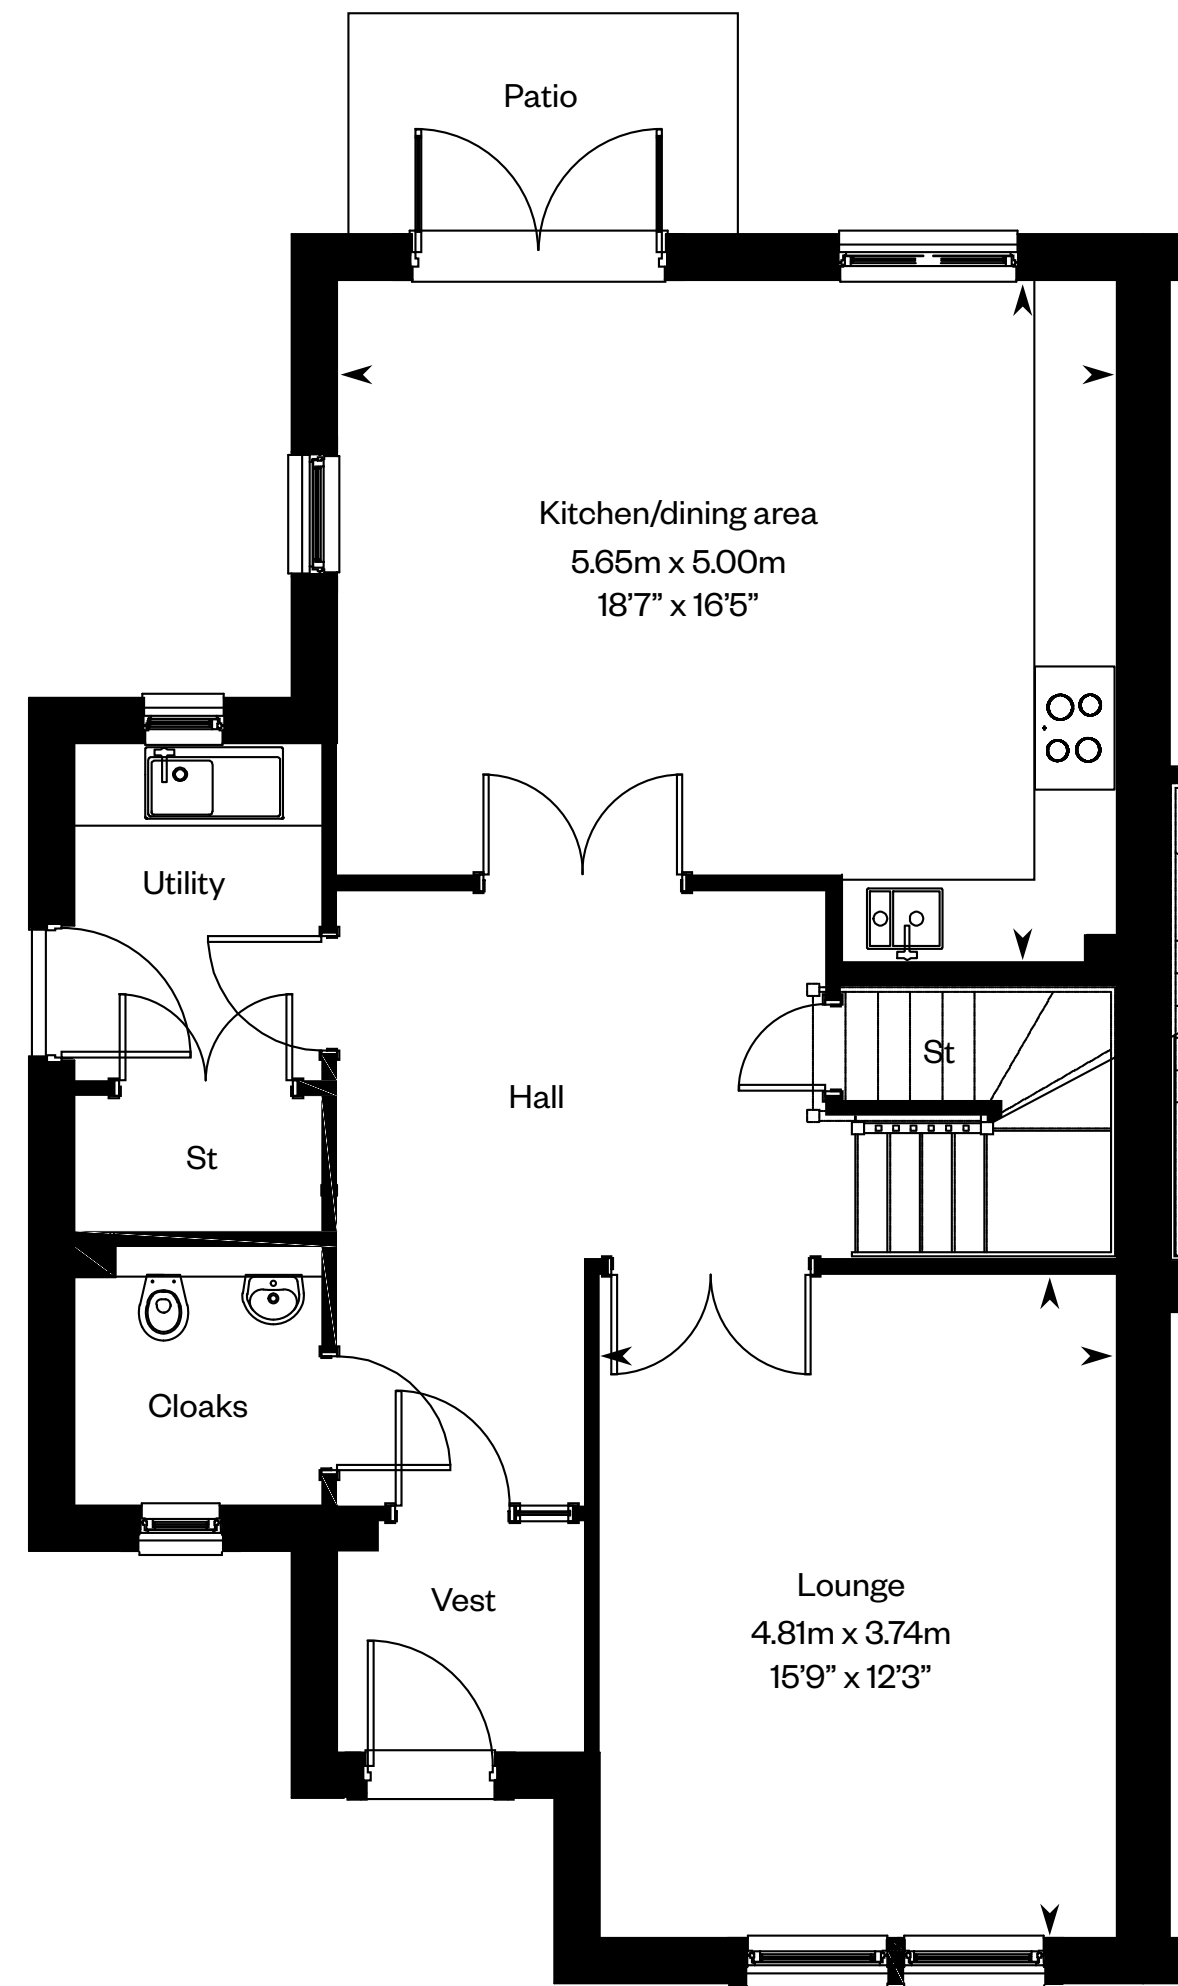 Patio
Kitchen/dining area
5.65m x 5.00m
18’7” x 16’5”
Utility
St
Hall
St
Cloaks
Vest
Lounge
4.81m x 3.74m
15’9” x 12’3”